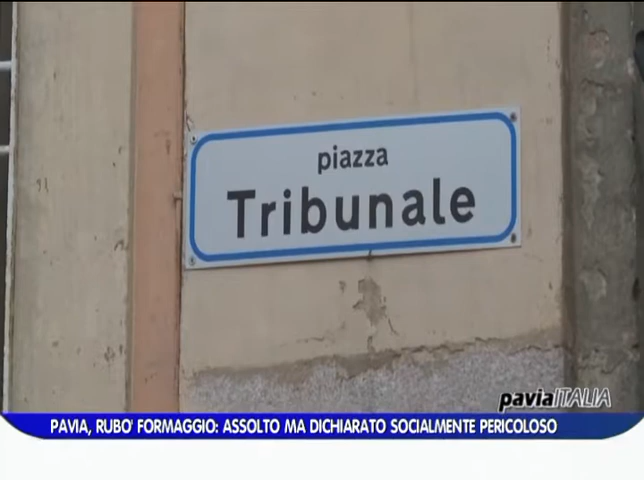 piazza
Tribunale
paviaITALIA
PAVIA, RUBO' FORMAGGIO: ASSOLTO MA DICHIARATO SOCIALMENTE PERICOLOSO